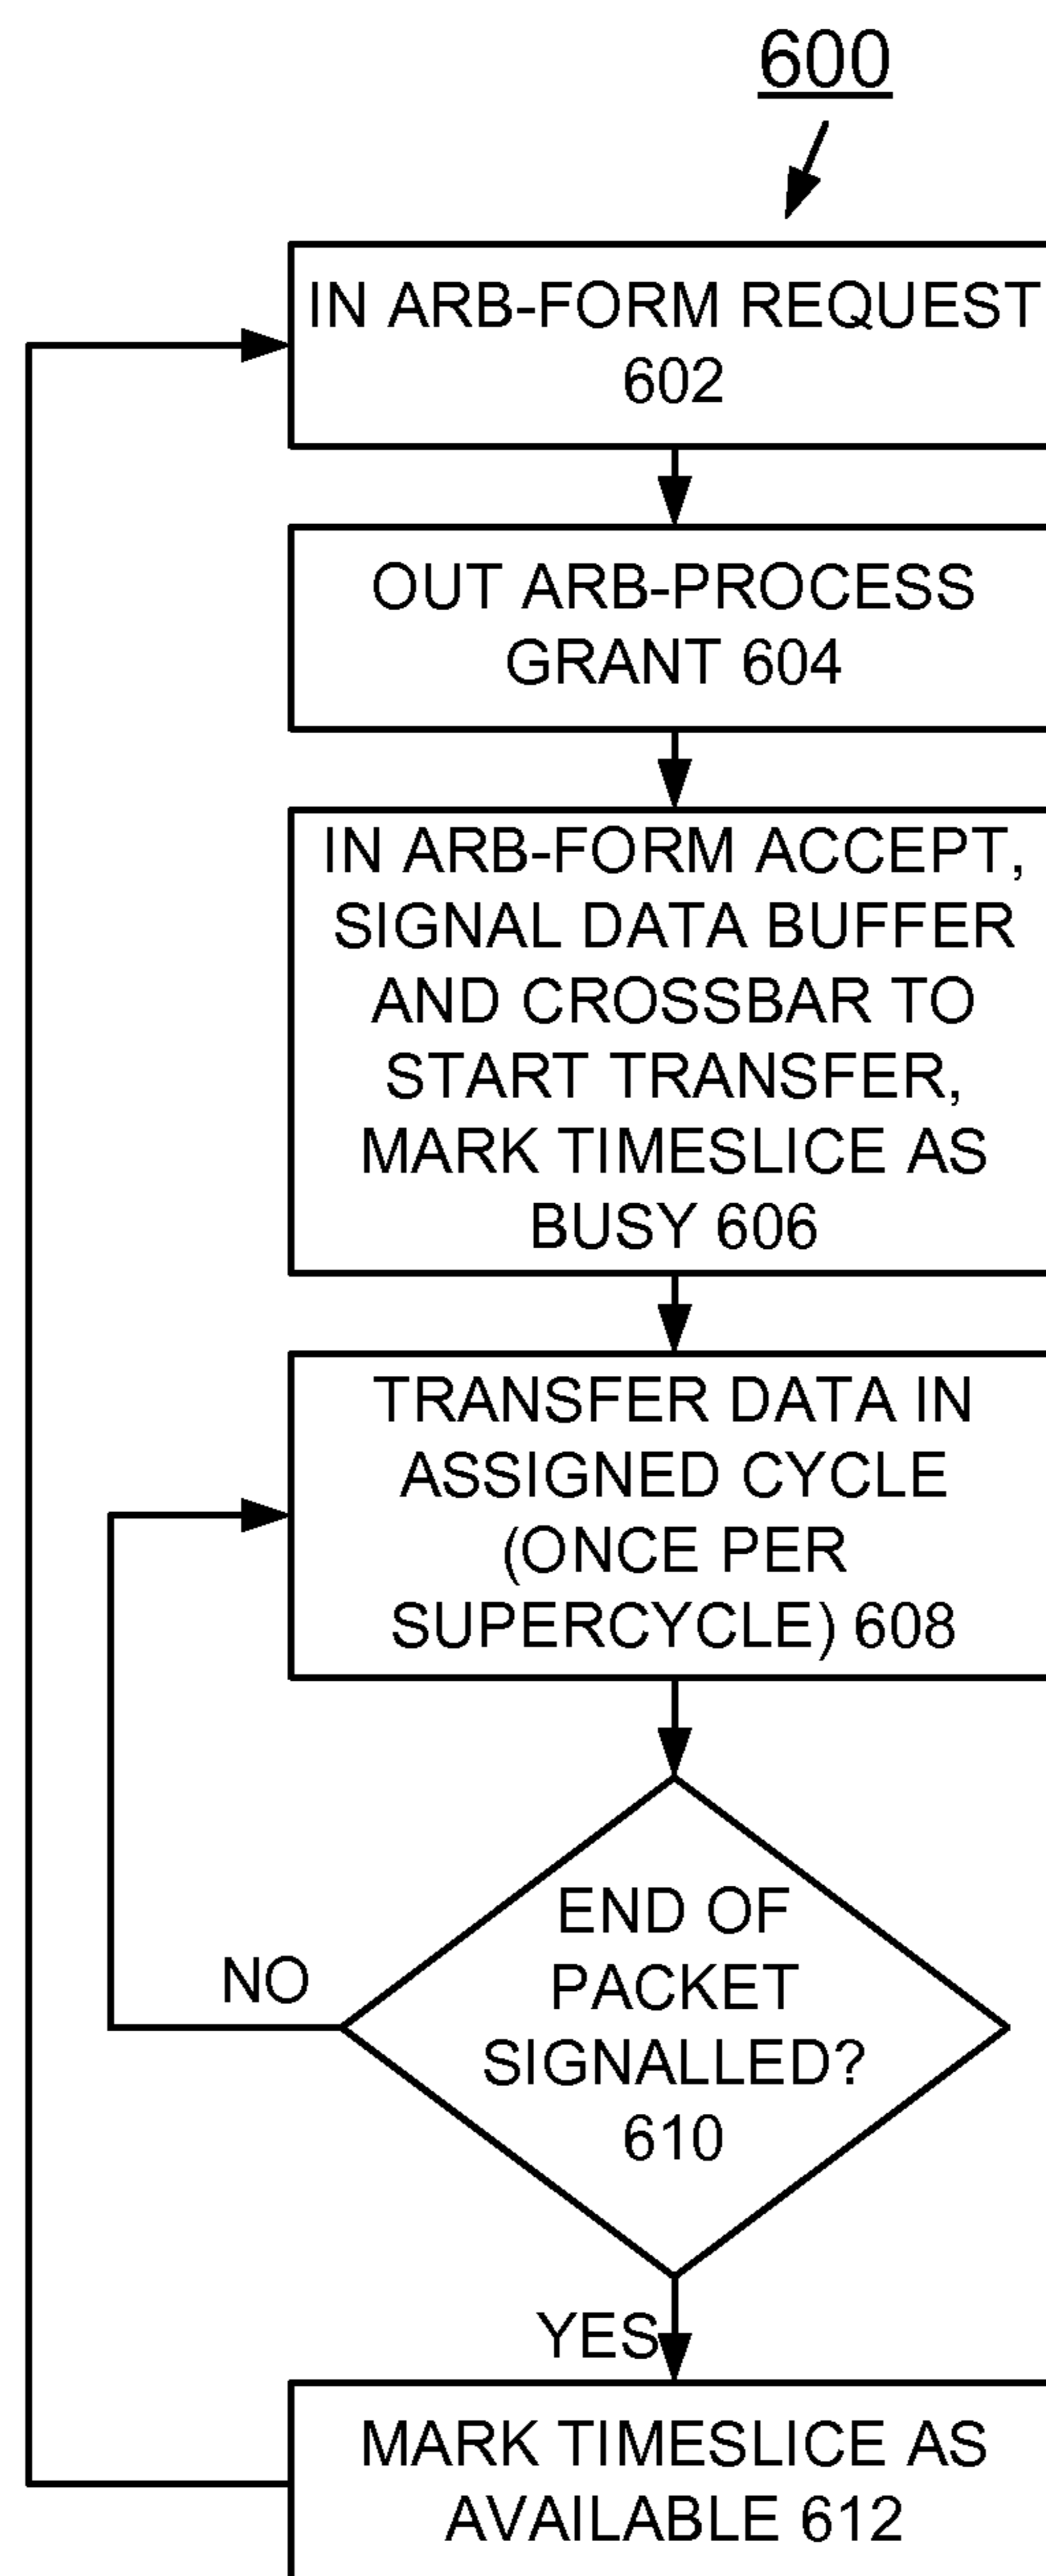 600
IN ARB-FORM REQUEST
602
OUT ARB-PROCESS
GRANT 604
IN ARB-FORM ACCEPT,
SIGNAL DATA BUFFER
AND CROSSBAR TO
START TRANSFER,
MARK TIMESLICE AS
BUSY 606
TRANSFER DATA IN
ASSIGNED CYCLE
(ONCE PER
SUPERCYCLE) 608
END OF
PACKET
SIGNALLED?
610
NO
YES
MARK TIMESLICE AS
AVAILABLE 612